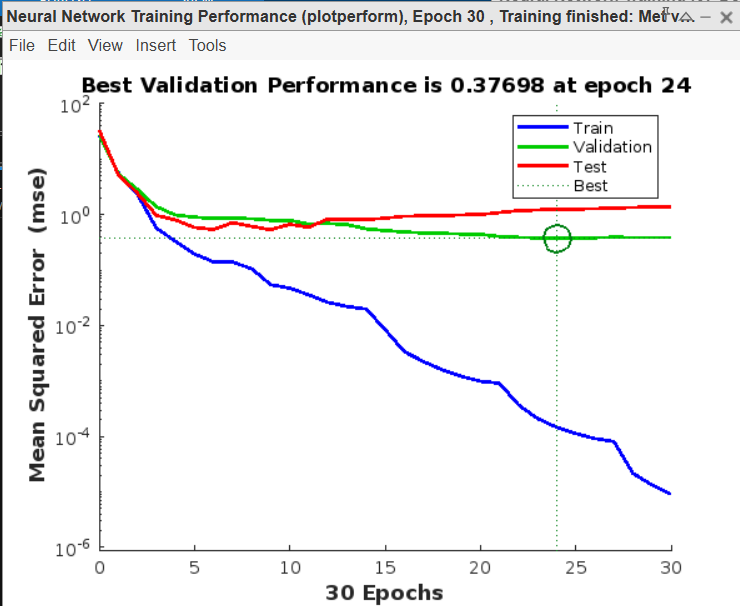 Neural Network Training Performance (plotperform), Epoch 30 , Training finished: Met v...
File Edit View Insert Tools
Best Validation Performance is 0.37698 at epoch 24
Mean Squared Error (mse)
10^2
10^0
10^-2
10^-4
10^-6
Train
Validation
Test
Best
0 5 10 15 20 25 30
30 Epochs